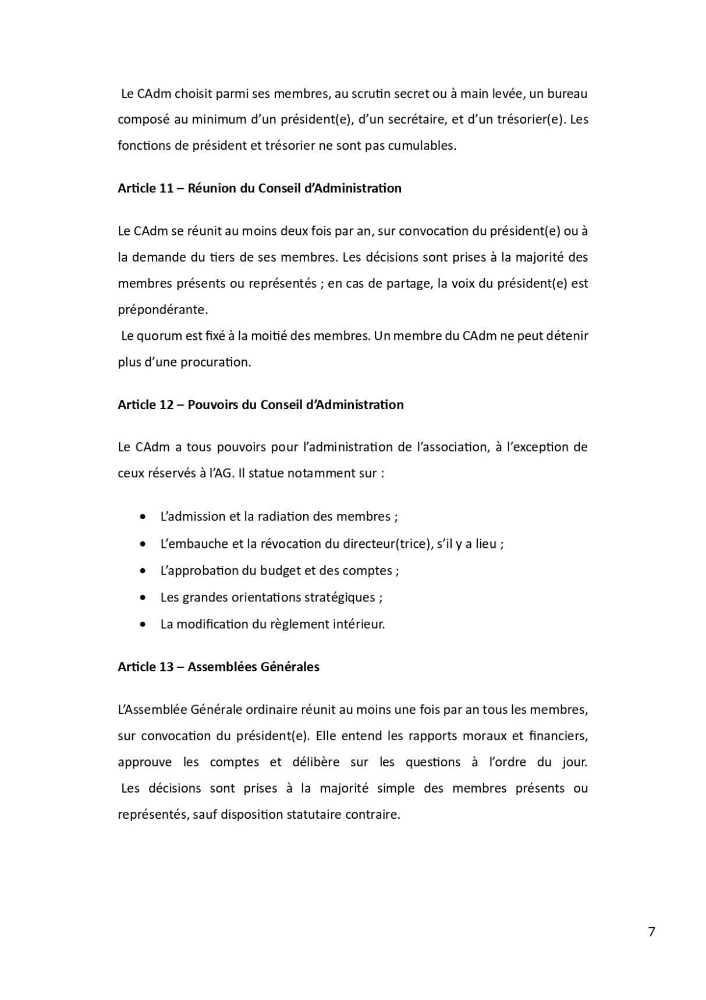 Le CAdm choisit parmi ses membres, au scrutin secret ou à main levée, un bureau
composé au minimum d’un président(e), d’un secrétaire, et d’un trésorier(e). Les
fonctions de président et trésorier ne sont pas cumulables.
Article 11 – Réunion du Conseil d’Administration
Le CAdm se réunit au moins deux fois par an, sur convocation du président(e) ou à
la demande du tiers de ses membres. Les décisions sont prises à la majorité des
membres présents ou représentés ; en cas de partage, la voix du président(e) est
prépondérante.
Le quorum est fixé à la moitié des membres. Un membre du CAdm ne peut détenir
plus d’une procuration.
Article 12 – Pouvoirs du Conseil d’Administration
Le CAdm a tous pouvoirs pour l’administration de l’association, à l’exception de
ceux réservés à l’AG. Il statue notamment sur :
• L’admission et la radiation des membres ;
• L’embauche et la révocation du directeur(trice), s’il y a lieu ;
• L’approbation du budget et des comptes ;
• Les grandes orientations stratégiques ;
• La modification du règlement intérieur.
Article 13 – Assemblées Générales
L’Assemblée Générale ordinaire réunit au moins une fois par an tous les membres,
sur convocation du président(e). Elle entend les rapports moraux et financiers,
approuve les comptes et délibère sur les questions à l’ordre du jour.
Les décisions sont prises à la majorité simple des membres présents ou
représentés, sauf disposition statutaire contraire.
7